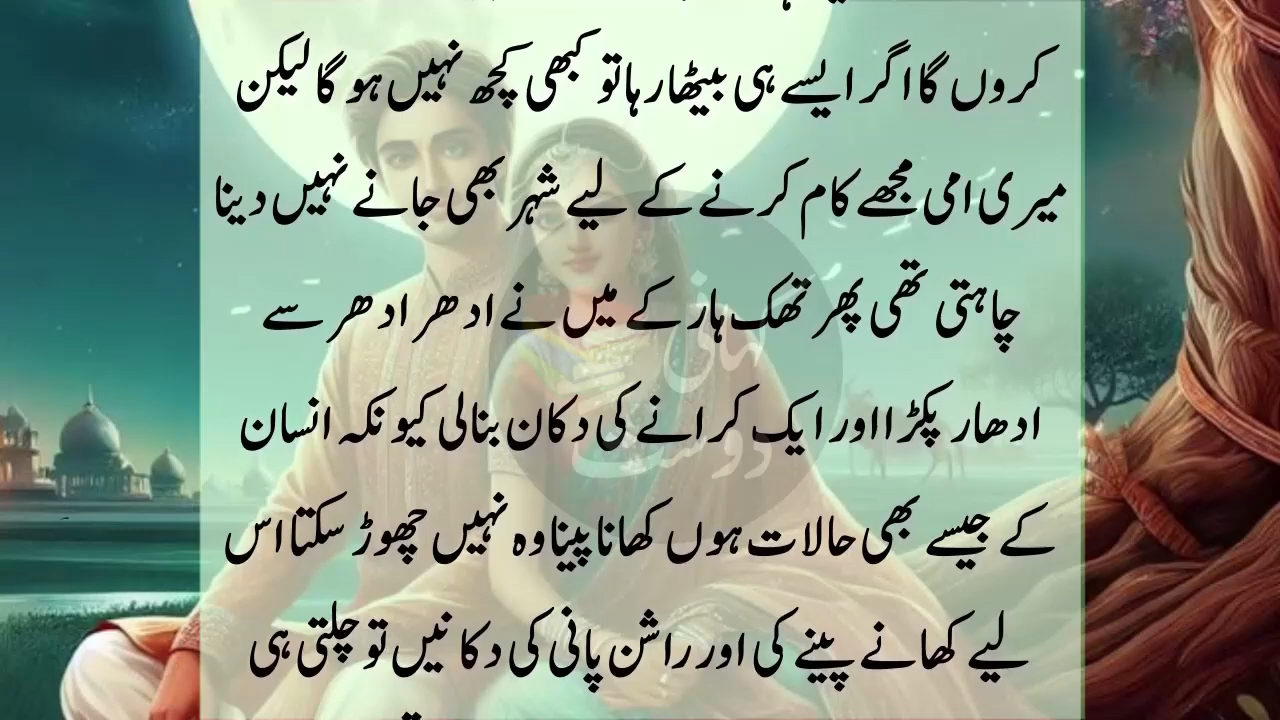 کروں گا اگر ایسے ہی بیٹھا رہا تو کبھی کچھ نہیں ہو گا لیکن
میری امی مجھے کام کرنے کے لیے شہر بھی جانے نہیں دینا
چاہتی تھی پھر تھک ہار کے میں نے ادھر ادھر سے
ادھار پکڑا اور ایک کرانے کی دکان بنالی کیونکہ انسان
کے جیسے بھی حالات ہوں کھانا پینا وہ نہیں چھوڑ سکتا اس
لیے کھانے پینے کی اور راشن پانی کی دکانیں تو چلتی ہی
کہانی
دوست